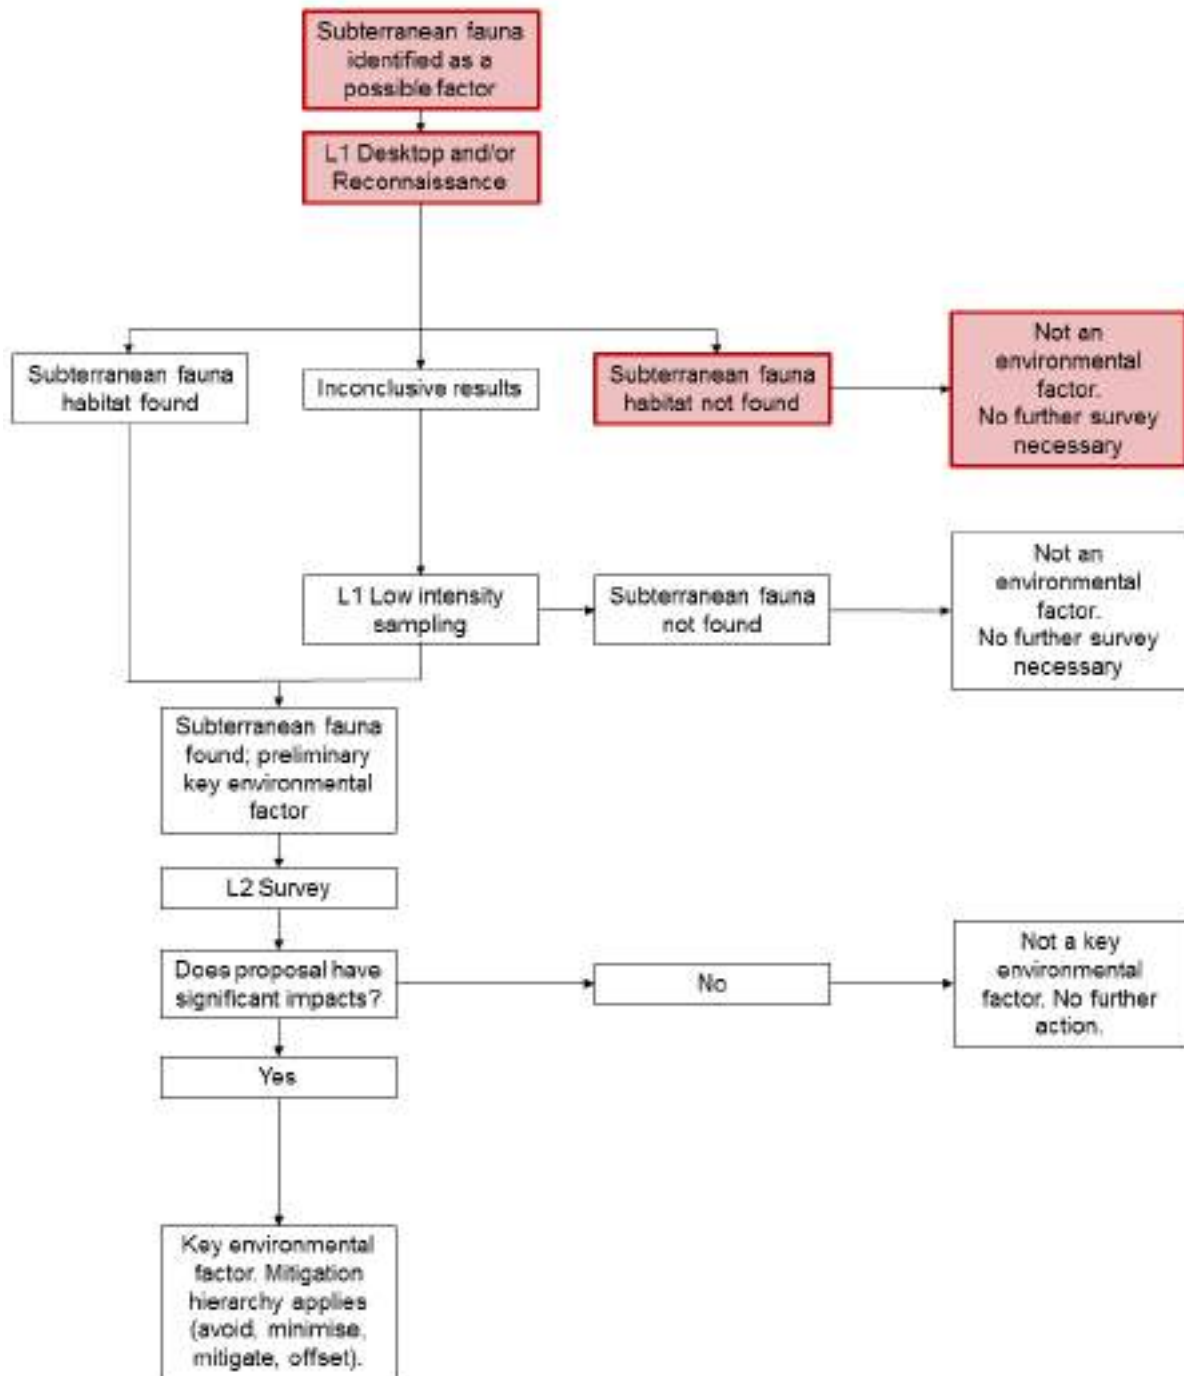 Subterranean fauna
identified as a
possible factor
L1 Desktop and/or
Reconnaissance
Subterranean fauna
habitat found
Inconclusive results
Subterranean fauna
habitat not found
Not an
environmental
factor.
No further survey
necessary
L1 Low intensity
sampling
Subterranean fauna
not found
Not an
environmental
factor.
No further survey
necessary
Subterranean fauna
found; preliminary
key environmental
factor
L2 Survey
Does proposal have
significant impacts?
No
Not a key
environmental
factor. No further
action.
Yes
Key environmental
factor. Mitigation
hierarchy applies
(avoid, minimise,
mitigate, offset).